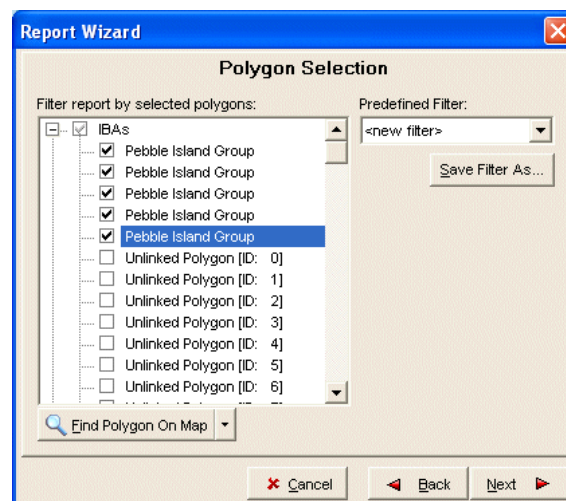 Report Wizard
Polygon Selection
Filter report by selected polygons:
Predefined Filter:
IBAs
<new filter>
Pebble Island Group
Save Filter As...
Pebble Island Group
Pebble Island Group
Pebble Island Group
Pebble Island Group
Unlinked Polygon [ID: 0]
Unlinked Polygon [ID: 1]
Unlinked Polygon [ID: 2]
Unlinked Polygon [ID: 3]
Unlinked Polygon [ID: 4]
Unlinked Polygon [ID: 5]
Unlinked Polygon [ID: 6]
Find Polygon On Map
Cancel
Back
Next